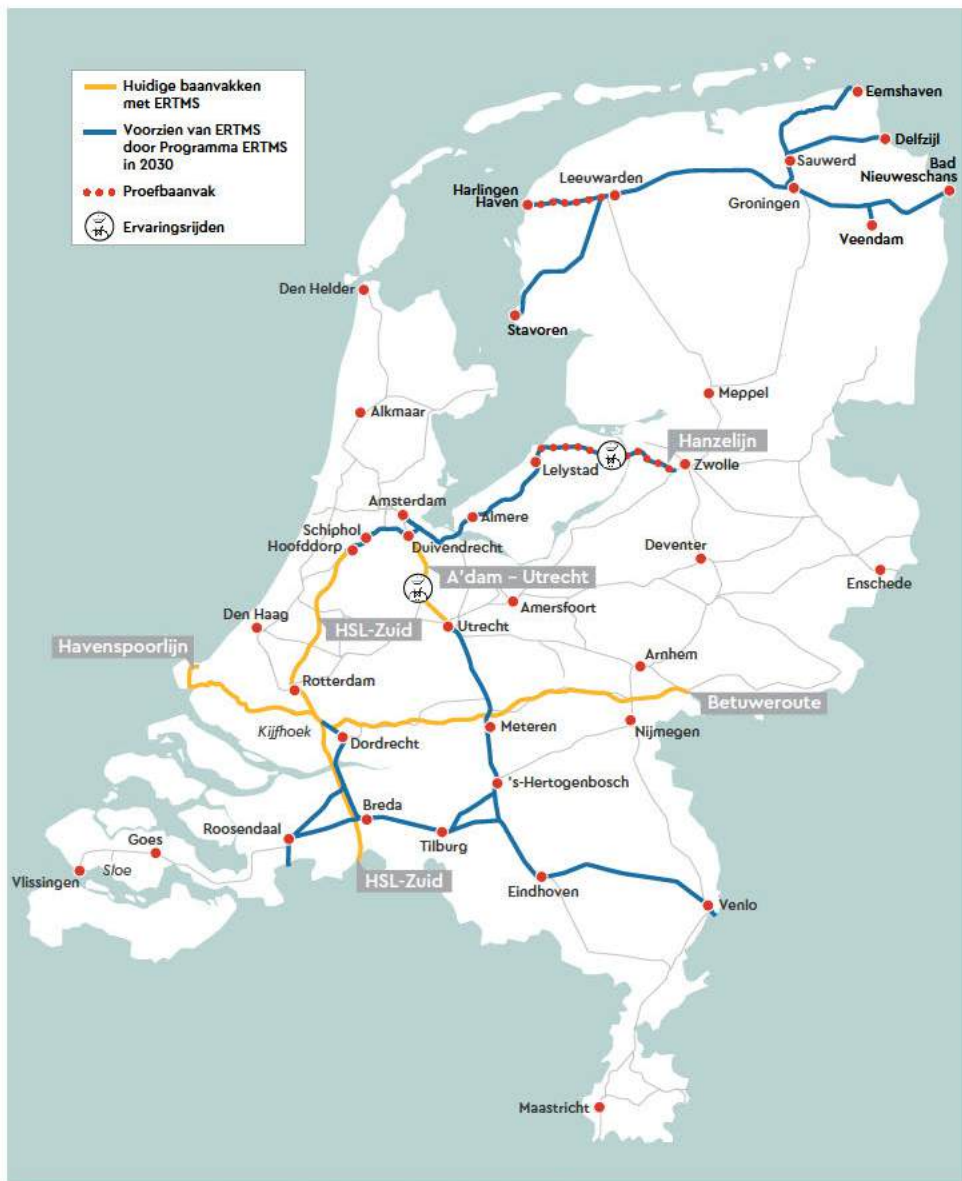 Huidige baanvakken
met ERTMS
Voorzien van ERTMS
door Programma ERTMS
in 2030
Proefbaanvak
Ervaringsrijden
Eemshaven
Delfzijl
Sauwerd
Bad
Nieuweschans
Leeuwarden
Harlingen
Haven
Groningen
Veendam
Den Helder
Stavoren
Meppel
Alkmaar
Hanzelijn
Lelystad
Zwolle
Amsterdam
Almere
Schiphol
Hoofddorp
Duivendrecht
Deventer
A'dam – Utrecht
Enschede
Amersfoort
Den Haag
HSL-Zuid
Utrecht
Havenspoorlijn
Arnhem
Rotterdam
Betuweroute
Kijfhoek
Meteren
Nijmegen
Dordrecht
's-Hertogenbosch
Breda
Roosendaal
Tilburg
Goes
Sloe
Vlissingen
HSL-Zuid
Eindhoven
Venlo
Maastricht